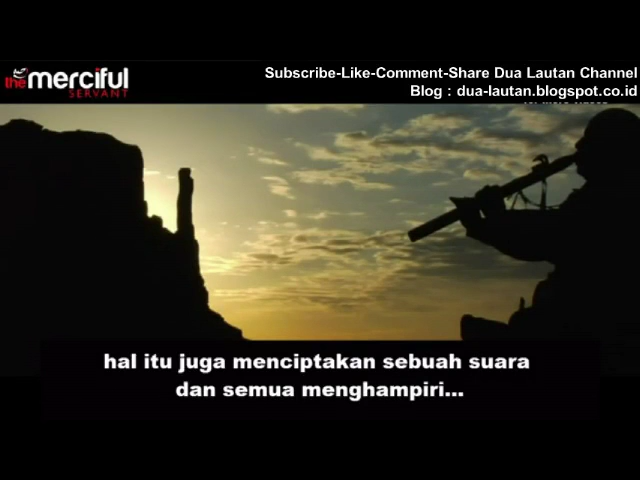 the merciful
SERVANT
Subscribe-Like-Comment-Share Dua Lautan Channel
Blog : dua-lautan.blogspot.co.id
hal itu juga menciptakan sebuah suara
dan semua menghampiri...